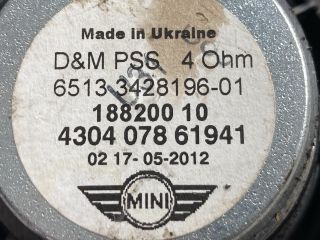 Made in Ukraine
D&M PSS 4 Ohm
6513 3428196-01
188200 10
4304 078 61941
02 17-05-2012
MINI